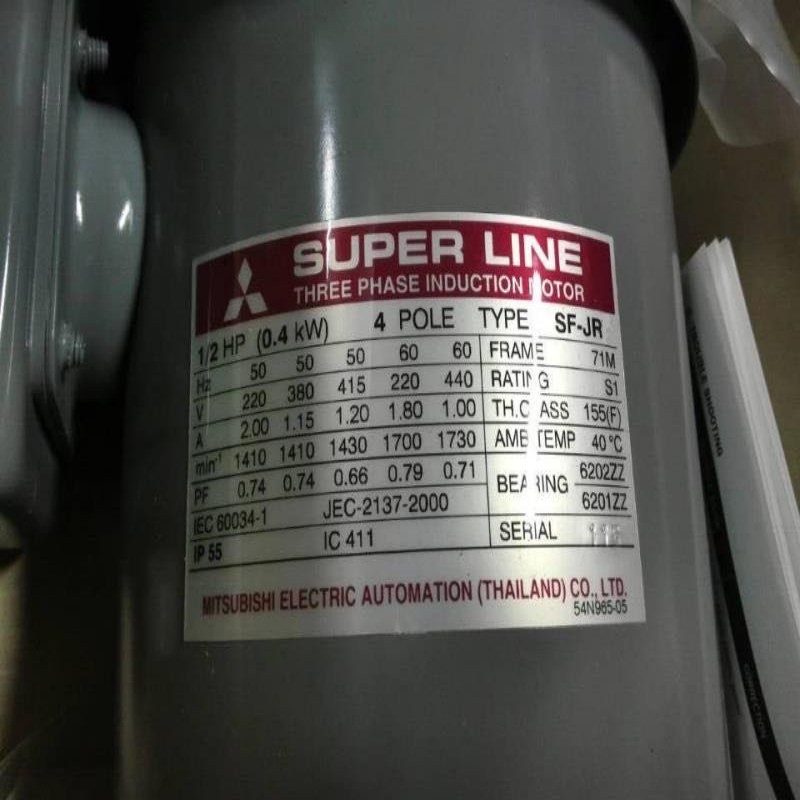 SUPER LINE
THREE PHASE INDUCTION MOTOR
1/2 HP (0.4 kW) 4 POLE TYPE SF-JR
Hz 50 50 50 60 60 FRAME 71M
V 220 380 415 220 440 RATING S1
A 2.00 1.15 1.20 1.80 1.00 TH.CLASS 155(F)
min-1 1410 1410 1430 1700 1730 AMB TEMP 40°C
PF 0.74 0.74 0.66 0.79 0.71 BEARING 6202ZZ
6201ZZ
IEC 60034-1 JEC-2137-2000
IP 55 IC 411 SERIAL
MITSUBISHI ELECTRIC AUTOMATION (THAILAND) CO., LTD.
54N965-05
TROUBLE SHOOTING
CONNECTION